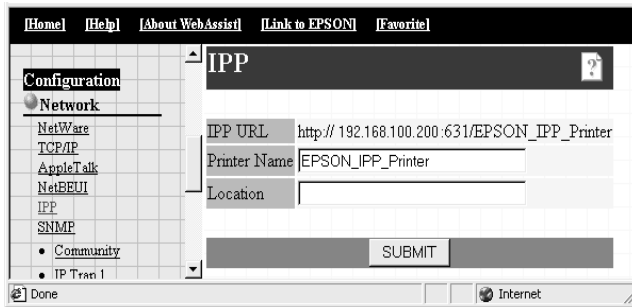 [Home] [Help] [About WebAssist] [Link to EPSON] [Favorite]
Configuration
Network
NetWare
TCP/IP
AppleTalk
NetBEUI
IPP
SNMP
• Community
• IP Trap 1
IPP
?
IPP URL http:// 192.168.100.200 :631/EPSON_IPP_Printer
Printer Name EPSON_IPP_Printer
Location
SUBMIT
Done
Internet